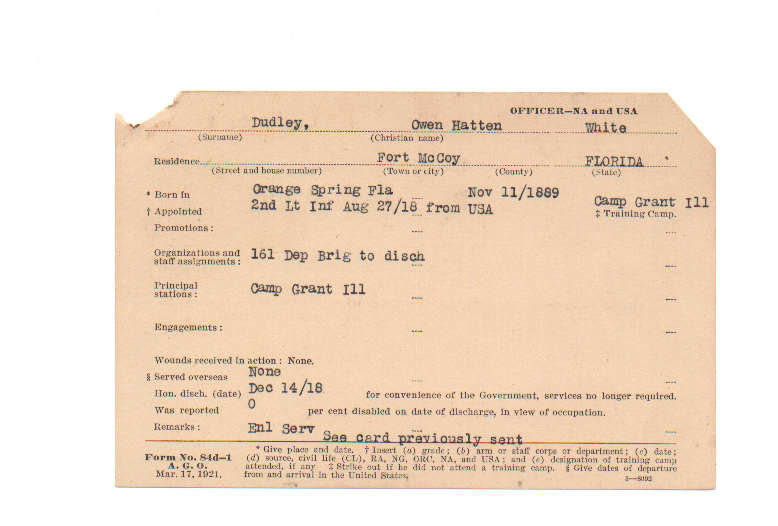 OFFICER—NA and USA
Dudley, Owen Hatten White
(Surname) (Christian name)
Residence Fort McCoy FLORIDA
(Street and house number) (Town or city) (County) (State)
* Born in Orange Spring Fla Nov 11/1889
† Appointed 2nd Lt Inf Aug 27/18 from USA Camp Grant Ill
‡ Training Camp.
Promotions:
Organizations and staff assignments: 161 Dep Brig to disch
Principal stations: Camp Grant Ill
Engagements:
Wounds received in action: None.
§ Served overseas None
Hon. disch. (date) Dec 14/18 for convenience of the Government, services no longer required.
Was reported 0 per cent disabled on date of discharge, in view of occupation.
Remarks: Enl Serv
See card previously sent
Form No. 84d-1
A. G. O.
Mar. 17, 1921.
* Give place and date. † Insert (a) grade; (b) arm or staff corps or department; (c) date;
(d) source, civil life (CL), RA, NG, ORC, NA, and USA; and (e) designation of training camp
attended, if any ‡ Strike out if he did not attend a training camp. § Give dates of departure
from and arrival in the United States.
3—8092